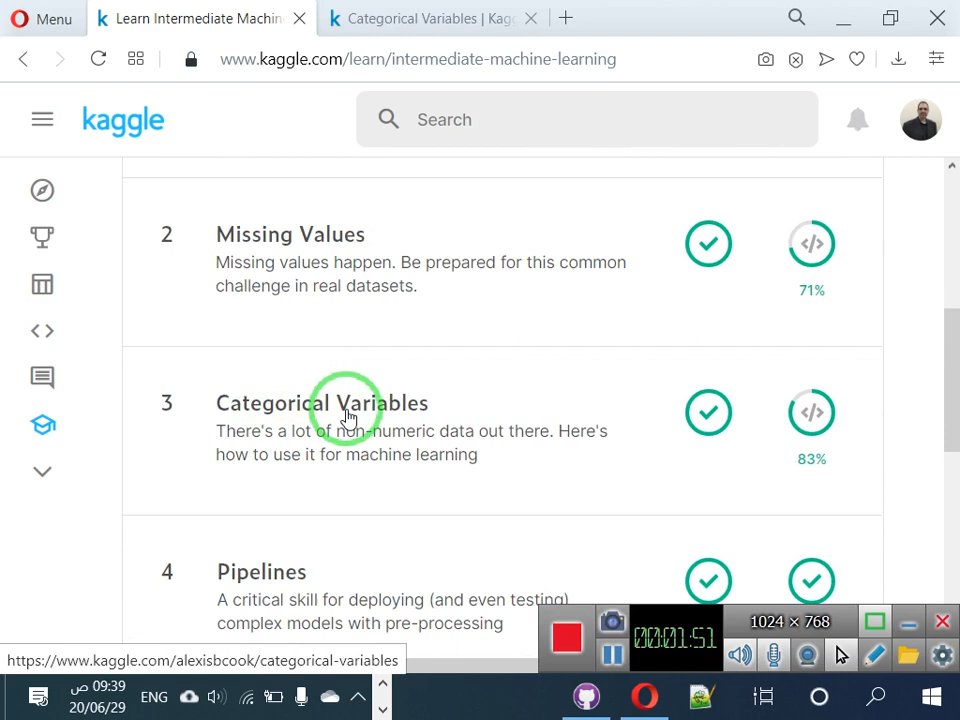 Menu
Learn Intermediate Machin
Categorical Variables | Kagg
www.kaggle.com/learn/intermediate-machine-learning
kaggle
Search
2
Missing Values
Missing values happen. Be prepared for this common
challenge in real datasets.
71%
3
Categorical Variables
There's a lot of non-numeric data out there. Here's
how to use it for machine learning
83%
4
Pipelines
A critical skill for deploying (and even testing)
complex models with pre-processing
00:01:51
1024 × 768
https://www.kaggle.com/alexisbcook/categorical-variables
09:39 ص
20/06/29
ENG